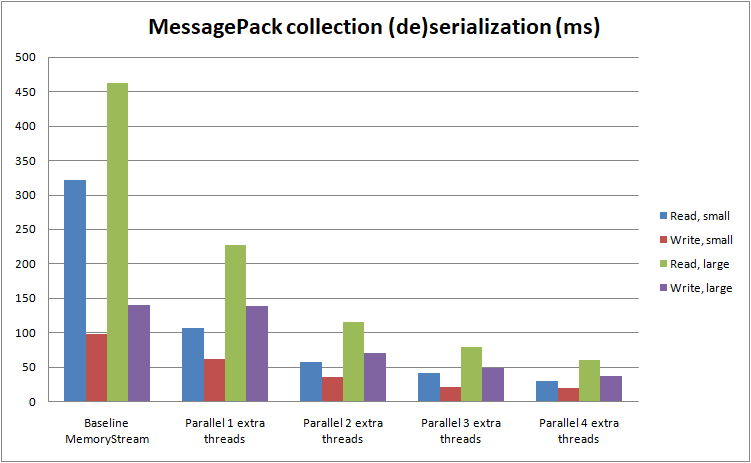 MessagePack collection (de)serialization (ms)
500
450
400
350
300
250
200
150
100
50
0
Baseline
MemoryStream
Parallel 1 extra
threads
Parallel 2 extra
threads
Parallel 3 extra
threads
Parallel 4 extra
threads
Read, small
Write, small
Read, large
Write, large